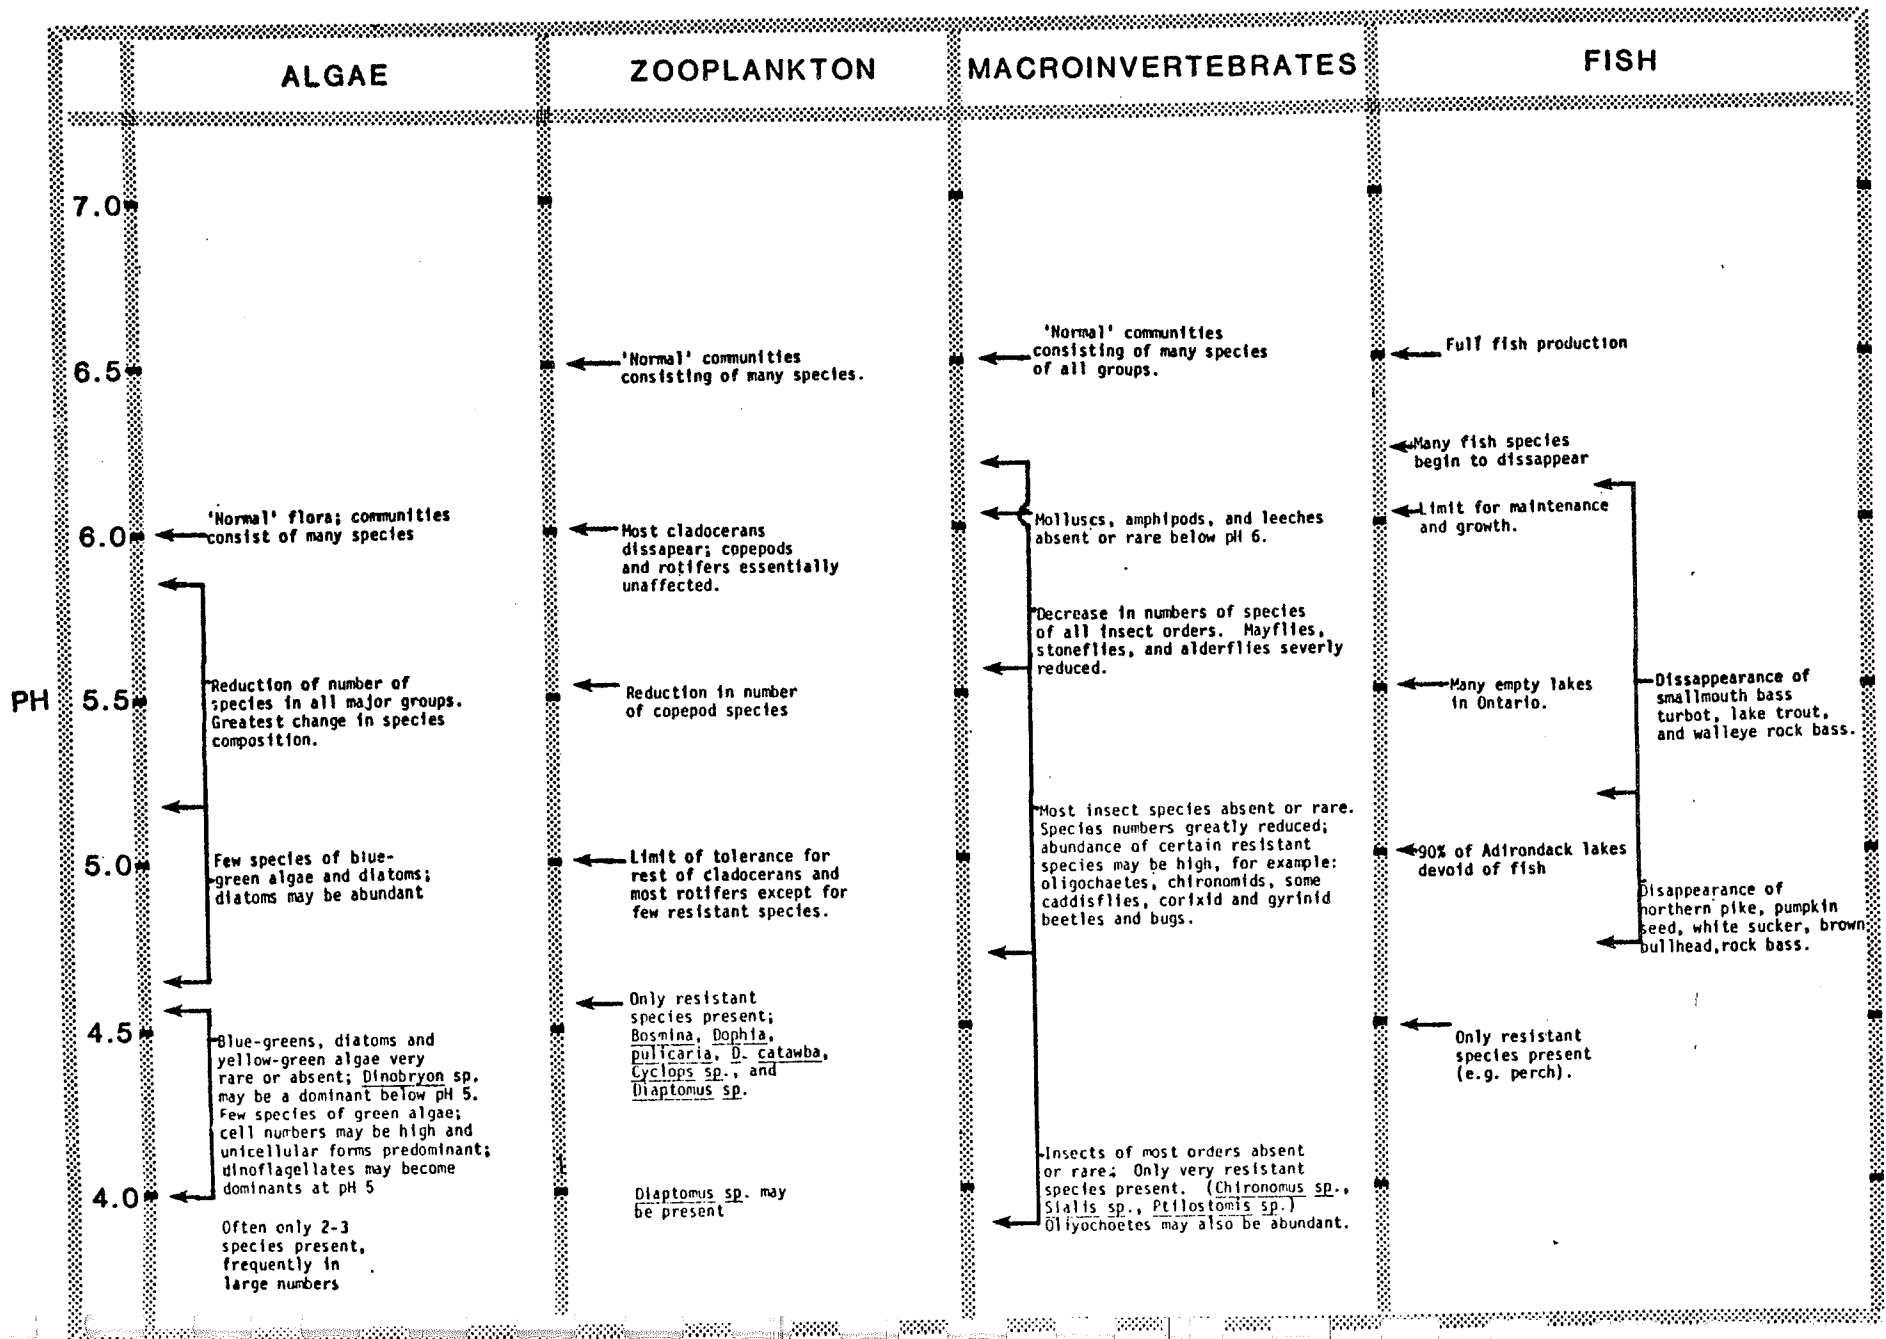 ALGAE
ZOOPLANKTON
MACROINVERTEBRATES
FISH
PH
7.0
6.5
6.0
5.5
5.0
4.5
4.0
'Normal' flora; communities
consist of many species
Reduction of number of
species in all major groups.
Greatest change in species
composition.
Few species of blue-
green algae and diatoms;
diatoms may be abundant
Blue-greens, diatoms and
yellow-green algae very
rare or absent; Dinobryon sp.
may be a dominant below pH 5.
Few species of green algae;
cell numbers may be high and
unicellular forms predominant;
dinoflagellates may become
dominants at pH 5
Often only 2-3
species present,
frequently in
large numbers
'Normal' communities
consisting of many species.
Most cladocerans
dissapear; copepods
and rotifers essentially
unaffected.
Reduction in number
of copepod species
Limit of tolerance for
rest of cladocerans and
most rotifers except for
few resistant species.
Only resistant
species present;
Bosmina, Dophia,
pulicaria, D. catawba,
Cyclops sp., and
Diaptomus sp.
Diaptomus sp. may
be present
'Normal' communities
consisting of many species
of all groups.
Molluscs, amphipods, and leeches
absent or rare below pH 6.
Decrease in numbers of species
of all insect orders. Mayflies,
stoneflies, and alderflies severly
reduced.
Most insect species absent or rare.
Species numbers greatly reduced;
abundance of certain resistant
species may be high, for example:
oligochaetes, chironomids, some
caddisflies, corixid and gyrinid
beetles and bugs.
Insects of most orders absent
or rare; Only very resistant
species present. (Chironomus sp.,
Sialis sp., Ptilostomis sp.)
Oliyochoetes may also be abundant.
Full fish production
Many fish species
begin to dissappear
Limit for maintenance
and growth.
Many empty lakes
in Ontario.
90% of Adirondack lakes
devoid of fish
Only resistant
species present
(e.g. perch).
Dissappearance of
smallmouth bass
turbot, lake trout,
and walleye rock bass.
Disappearance of
northern pike, pumpkin
seed, white sucker, brown
bullhead,rock bass.